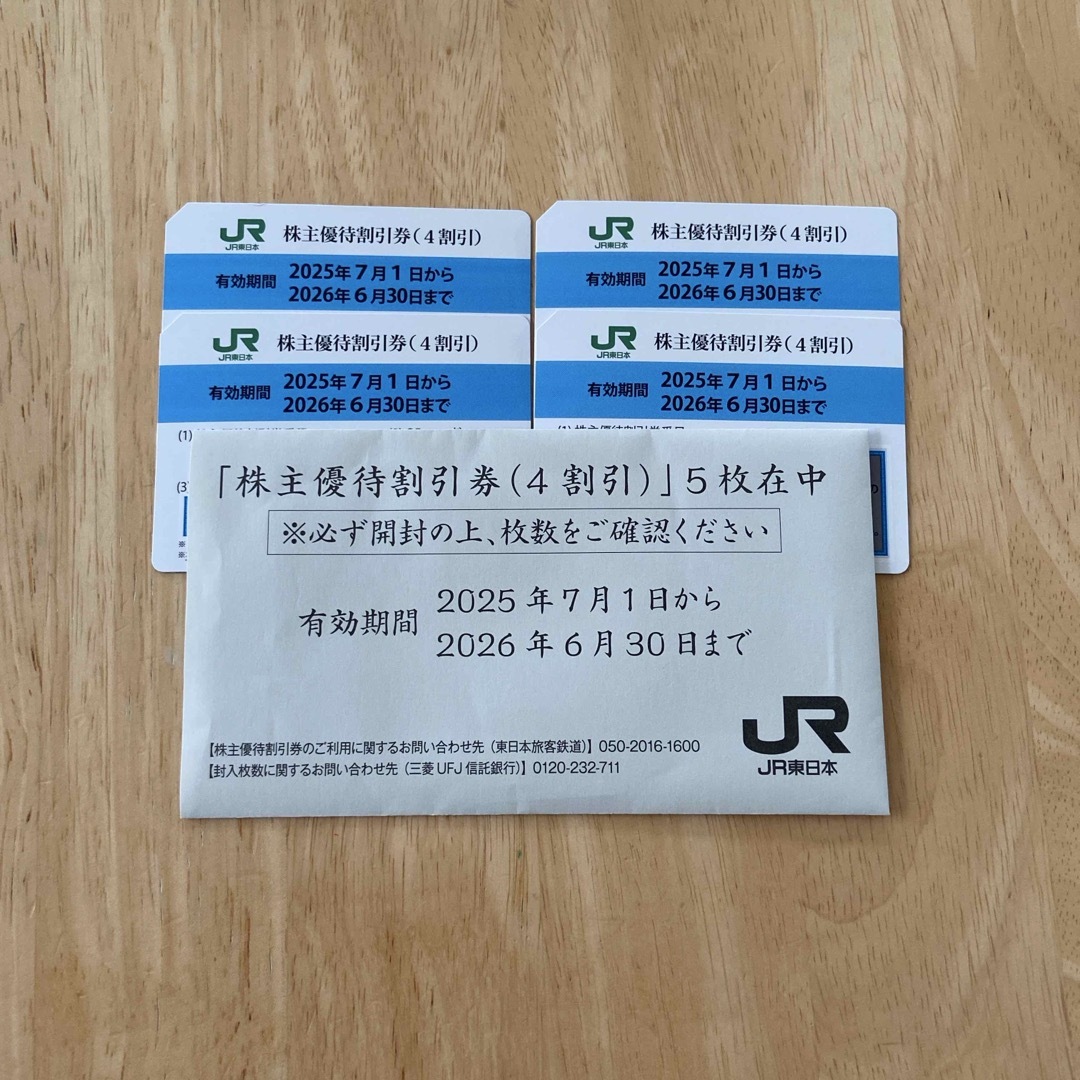 JR 株主優待割引券(4割引)
JR東日本
有効期間 2025年7月1日から
2026年6月30日まで
JR 株主優待割引券(4割引)
JR東日本
有効期間 2025年7月1日から
2026年6月30日まで
JR 株主優待割引券(4割引)
JR東日本
有効期間 2025年7月1日から
2026年6月30日まで
(1)
(3)
JR 株主優待割引券(4割引)
JR東日本
有効期間 2025年7月1日から
2026年6月30日まで
(1) 株主優待割引券番号
の
「株主優待割引券(4割引)」5枚在中
※必ず開封の上、枚数をご確認ください
有効期間 2025年7月1日から
2026年6月30日まで
【株主優待割引券のご利用に関するお問い合わせ先(東日本旅客鉄道)】050-2016-1600
【封入枚数に関するお問い合わせ先(三菱UFJ信託銀行)】0120-232-711
JR
JR東日本